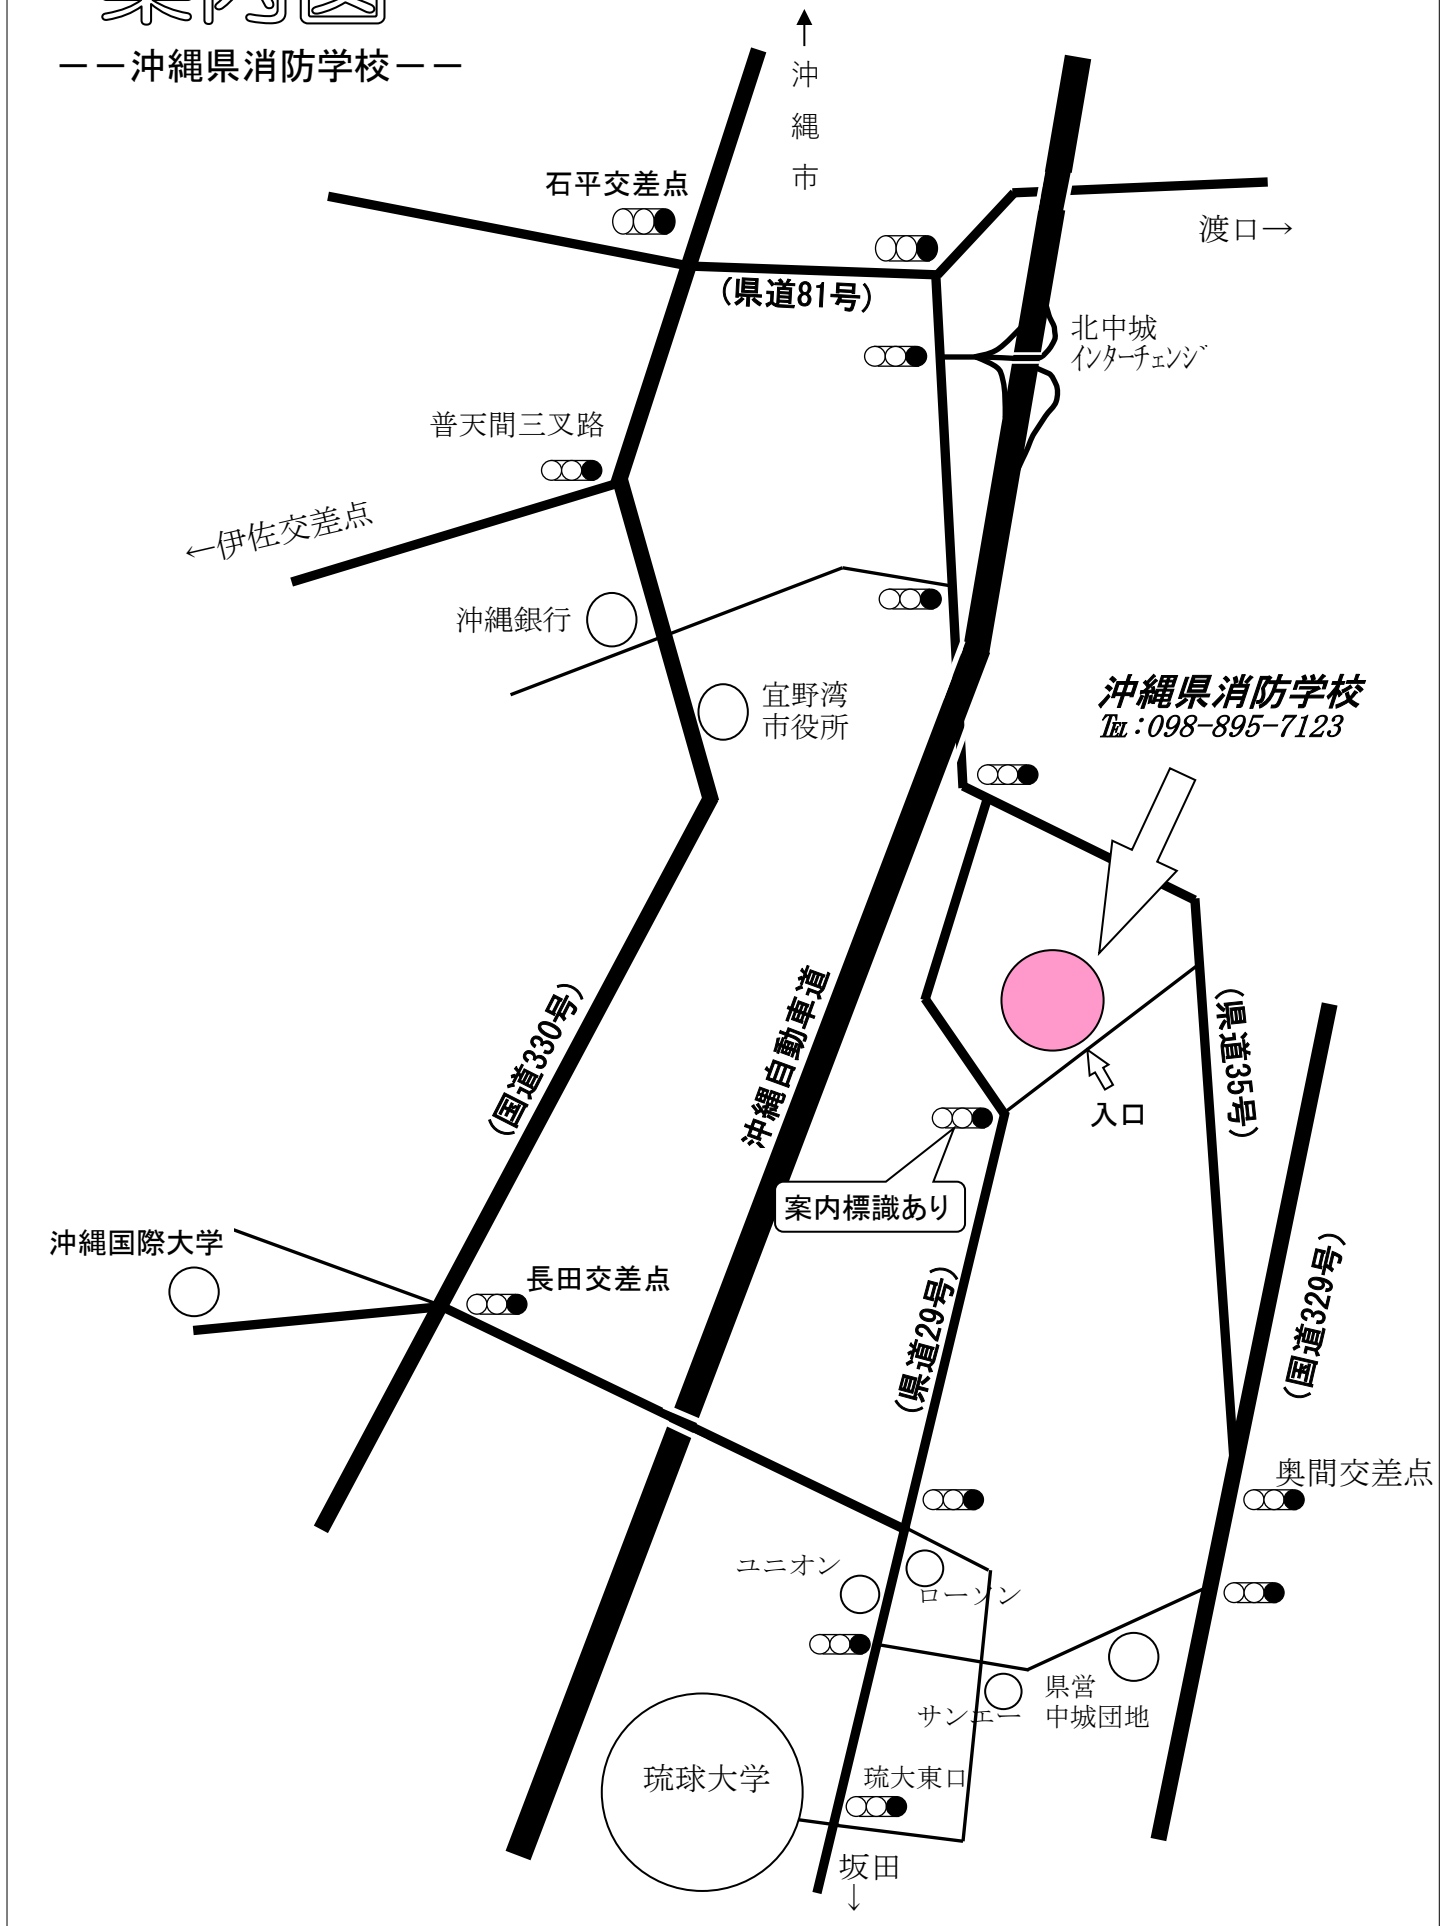 案内図
－－沖縄県消防学校－－
↑
沖縄市
石平交差点
渡口→
(県道81号)
北中城
インターチェンジ
普天間三叉路
←伊佐交差点
沖縄銀行
宜野湾
市役所
沖縄県消防学校
℡:098-895-7123
(国道330号)
沖縄自動車道
(県道35号)
入口
案内標識あり
沖縄国際大学
長田交差点
(県道29号)
(国道329号)
奥間交差点
ユニオン
ローソン
サンエー
県営
中城団地
琉球大学
琉大東口
坂田
↓